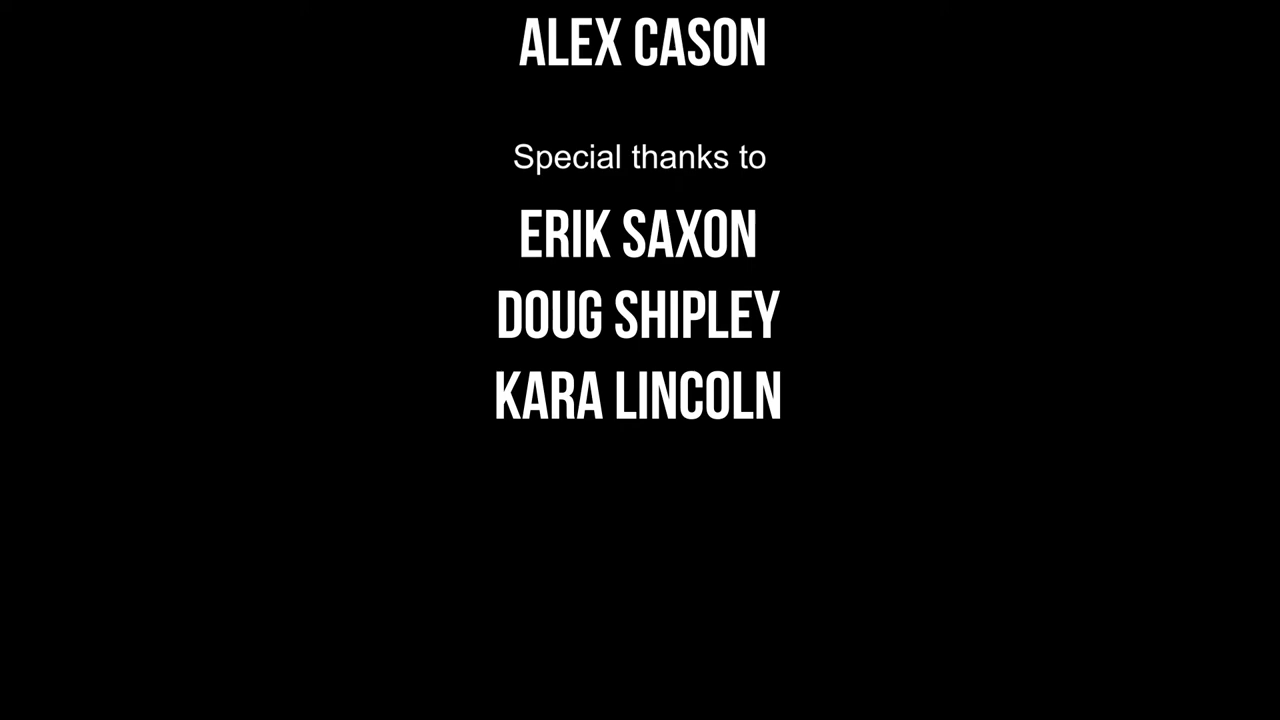 ALEX CASON
Special thanks to
ERIK SAXON
DOUG SHIPLEY
KARA LINCOLN